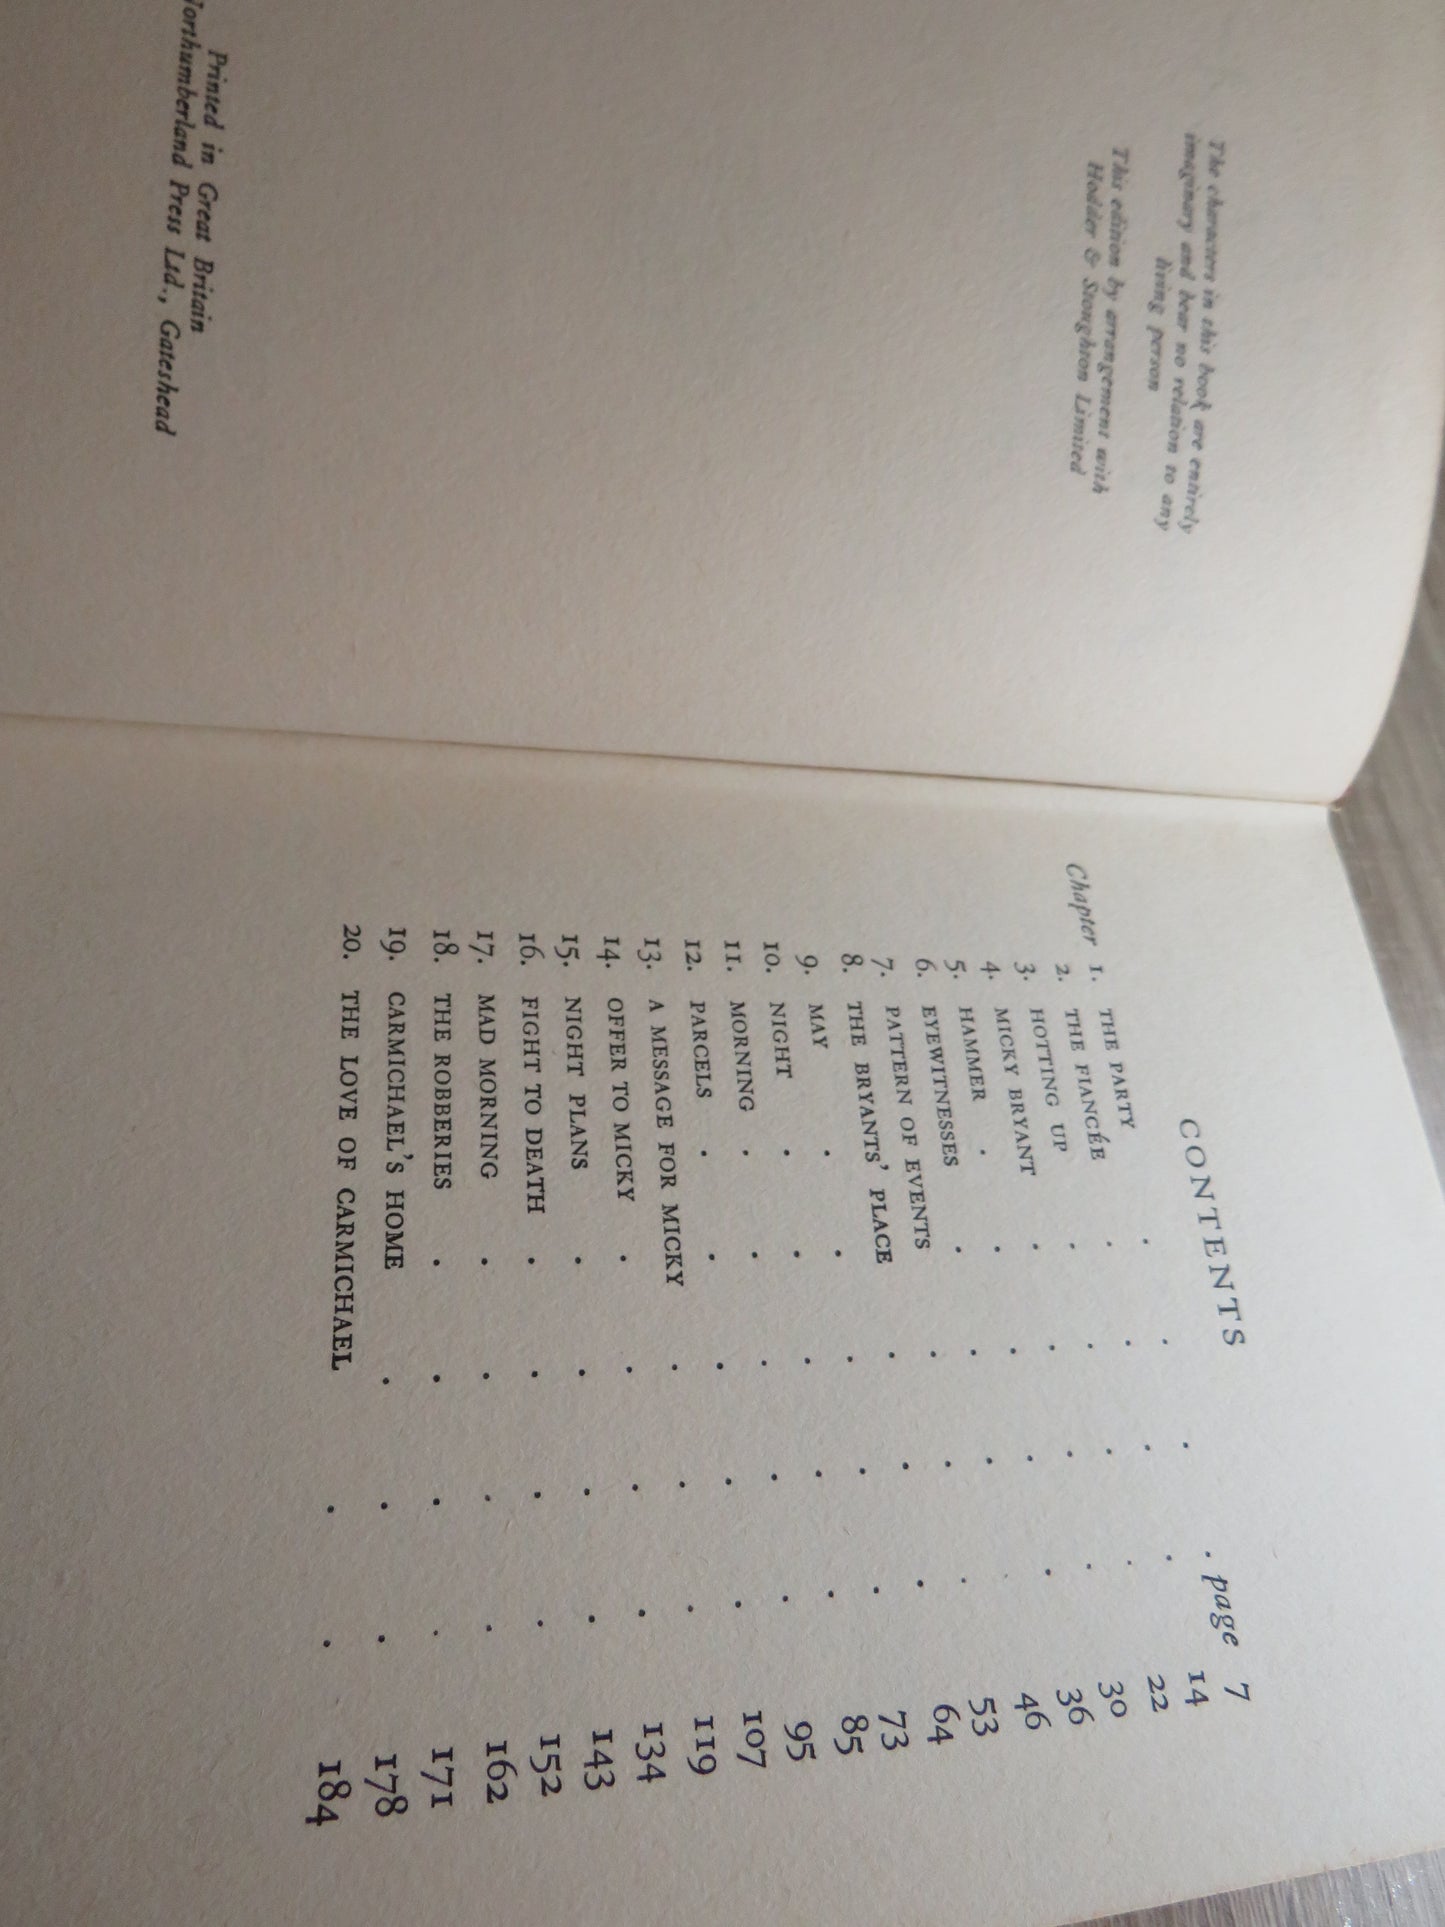 The characters in this book are entirely
imaginary and bear no relation to any
living person
This edition by arrangement with
Hodder & Stoughton Limited
Printed in Great Britain
Northumberland Press Ltd., Gateshead
CONTENTS
Chapter 1. THE PARTY . . . . page 7
2. THE FIANCÉE . . . . 14
3. HOTTING UP . . . . 22
4. MICKY BRYANT . . . . 30
5. HAMMER . . . . . 36
6. EYEWITNESSES . . . . 46
7. PATTERN OF EVENTS . . . 53
8. THE BRYANTS' PLACE . . . 64
9. MAY . . . . . 73
10. NIGHT . . . . . 85
11. MORNING . . . . . 95
12. PARCELS . . . . . 107
13. A MESSAGE FOR MICKY . . . 119
14. OFFER TO MICKY . . . . 134
15. NIGHT PLANS . . . . 143
16. FIGHT TO DEATH . . . . 152
17. MAD MORNING . . . . 162
18. THE ROBBERIES . . . . 171
19. CARMICHAEL'S HOME . . . 178
20. THE LOVE OF CARMICHAEL . . 184